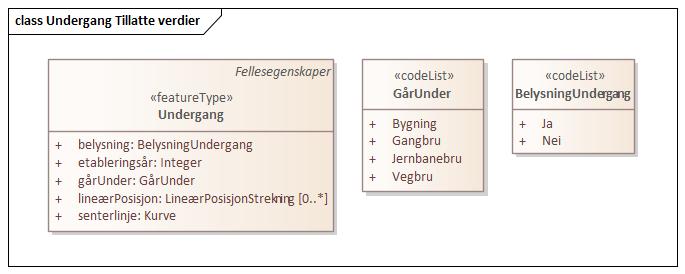 class Undergang Tillatte verdier
Fellesegenskaper
«featureType»
Undergang
+ belysning: BelysningUndergang
+ etableringsår: Integer
+ gårUnder: GårUnder
+ lineærPosisjon: LineærPosisjonStrekning [0..*]
+ senterlinje: Kurve
«codeList»
GårUnder
+ Bygning
+ Gangbru
+ Jernbanebru
+ Vegbru
«codeList»
BelysningUndergang
+ Ja
+ Nei